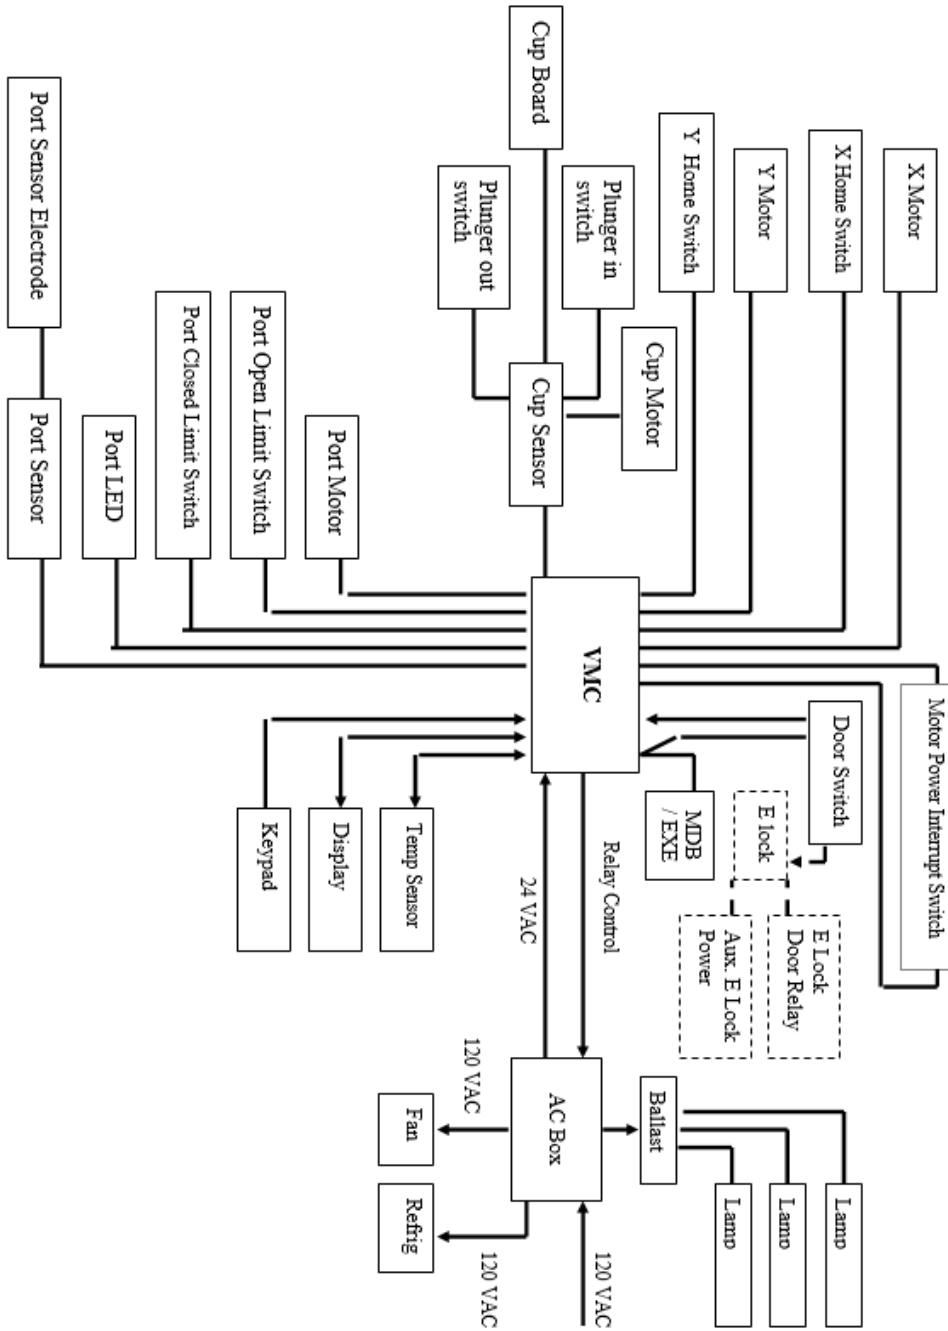 X Motor
X Home Switch
Y Motor
Y Home Switch
Plunger in
switch
Cup Board
Plunger out
switch
Port Sensor Electrode
Cup Motor
Cup Sensor
Port Motor
Port Open Limit Switch
Port Closed Limit Switch
Port LED
Port Sensor
VMC
Motor Power Interrupt Switch
Door Switch
E lock
E Lock
Door Relay
Aux. E Lock
Power
MDB
/ EXE
Temp Sensor
Display
Keypad
Relay Control
24 VAC
AC Box
Ballast
Lamp
Lamp
Lamp
120 VAC
Fan
Refrig
120 VAC
120 VAC